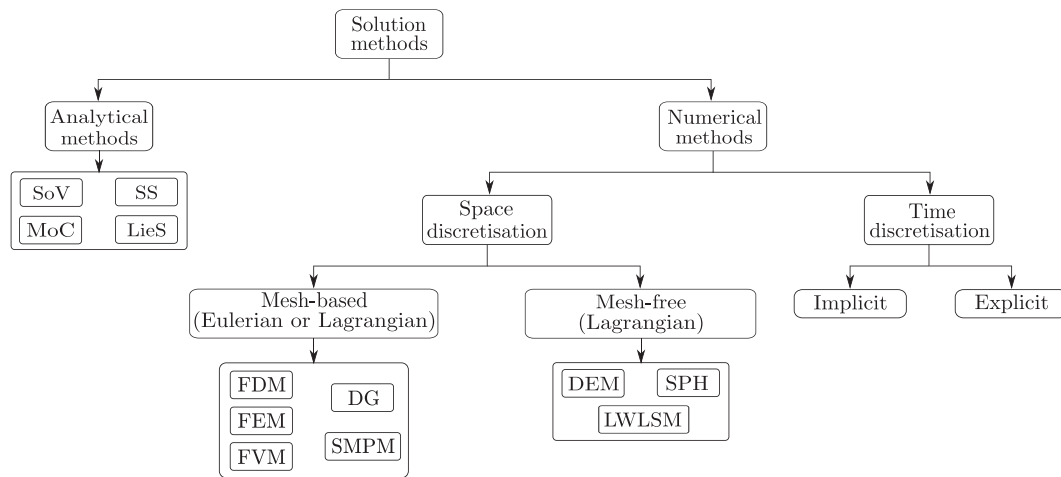 Solution
methods
Analytical
methods
Numerical
methods
SoV
SS
MoC
LieS
Space
discretisation
Time
discretisation
Mesh-based
(Eulerian or Lagrangian)
Mesh-free
(Lagrangian)
Implicit
Explicit
FDM
FEM
FVM
DG
SMPM
DEM
SPH
LWLSM